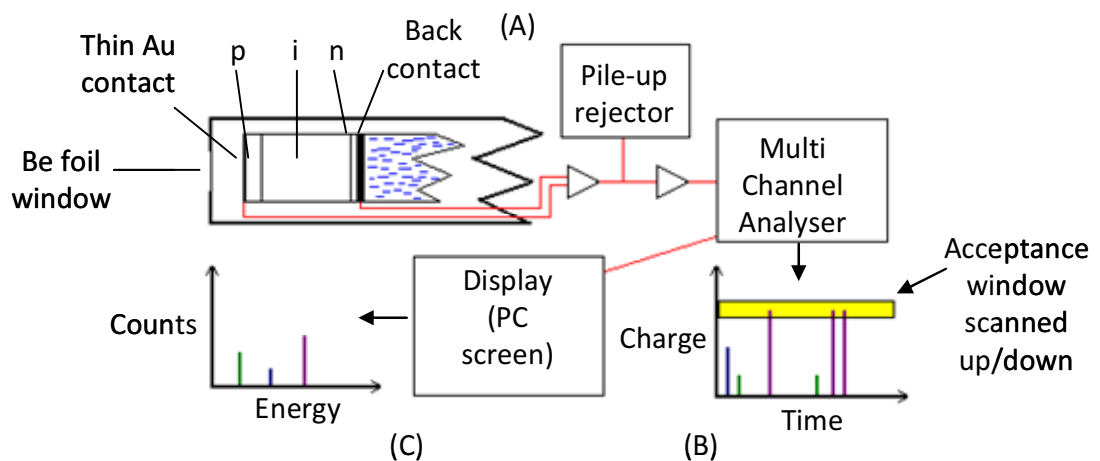 (A)
Thin Au
contact
p
i
n
Back
contact
Pile-up
rejector
Be foil
window
Multi
Channel
Analyser
Acceptance
window
scanned
up/down
Display
(PC
screen)
Counts
Energy
(C)
Charge
Time
(B)